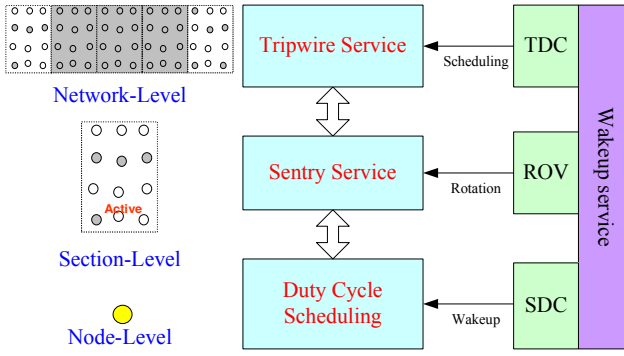 Tripwire Service
Scheduling
TDC
Network-Level
Sentry Service
Rotation
ROV
Wakeup service
Active
Section-Level
Duty Cycle
Scheduling
Wakeup
SDC
Node-Level